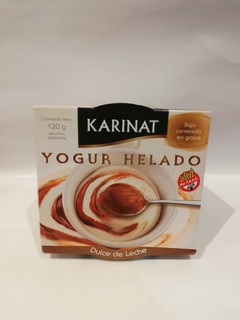 Contenido Neto
120 g
KARINAT
Bajo
contenido
en grasa
YOGUR HELADO
Dulce de Leche